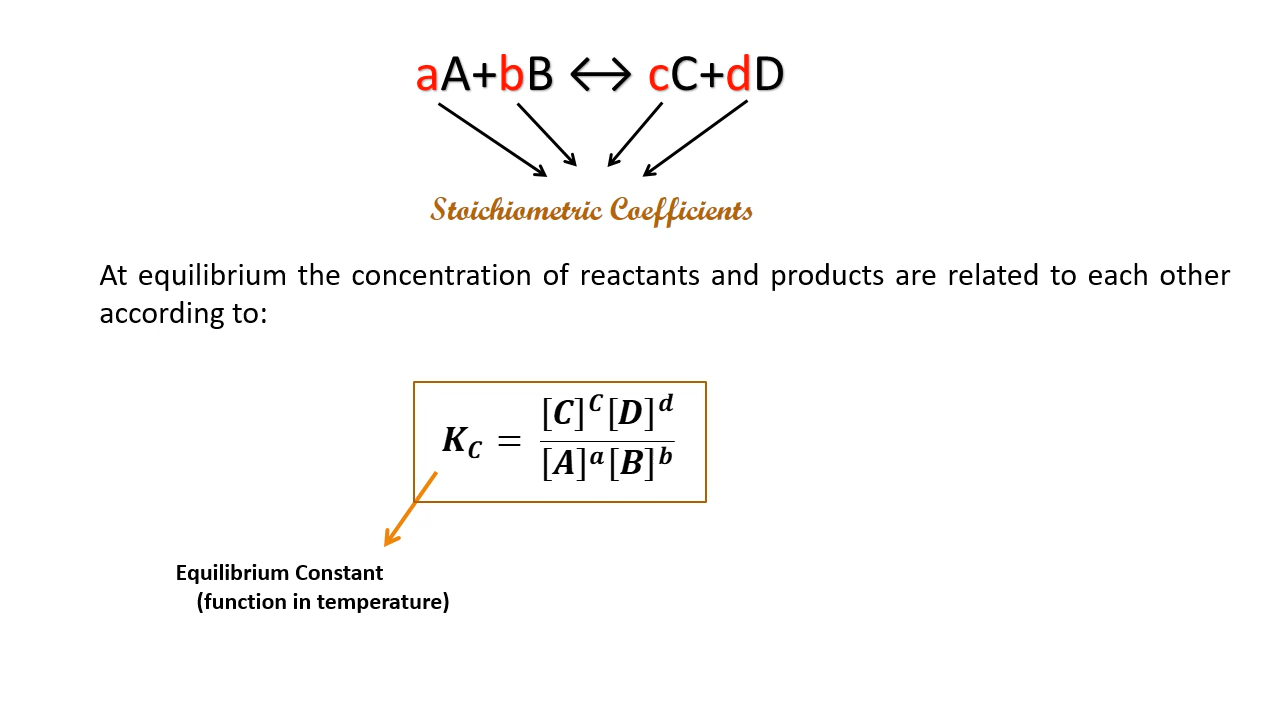 aA+bB ↔ cC+dD
Stoichiometric Coefficients
At equilibrium the concentration of reactants and products are related to each other
according to:
K_C = [C]^C[D]^d / [A]^a[B]^b
Equilibrium Constant
(function in temperature)